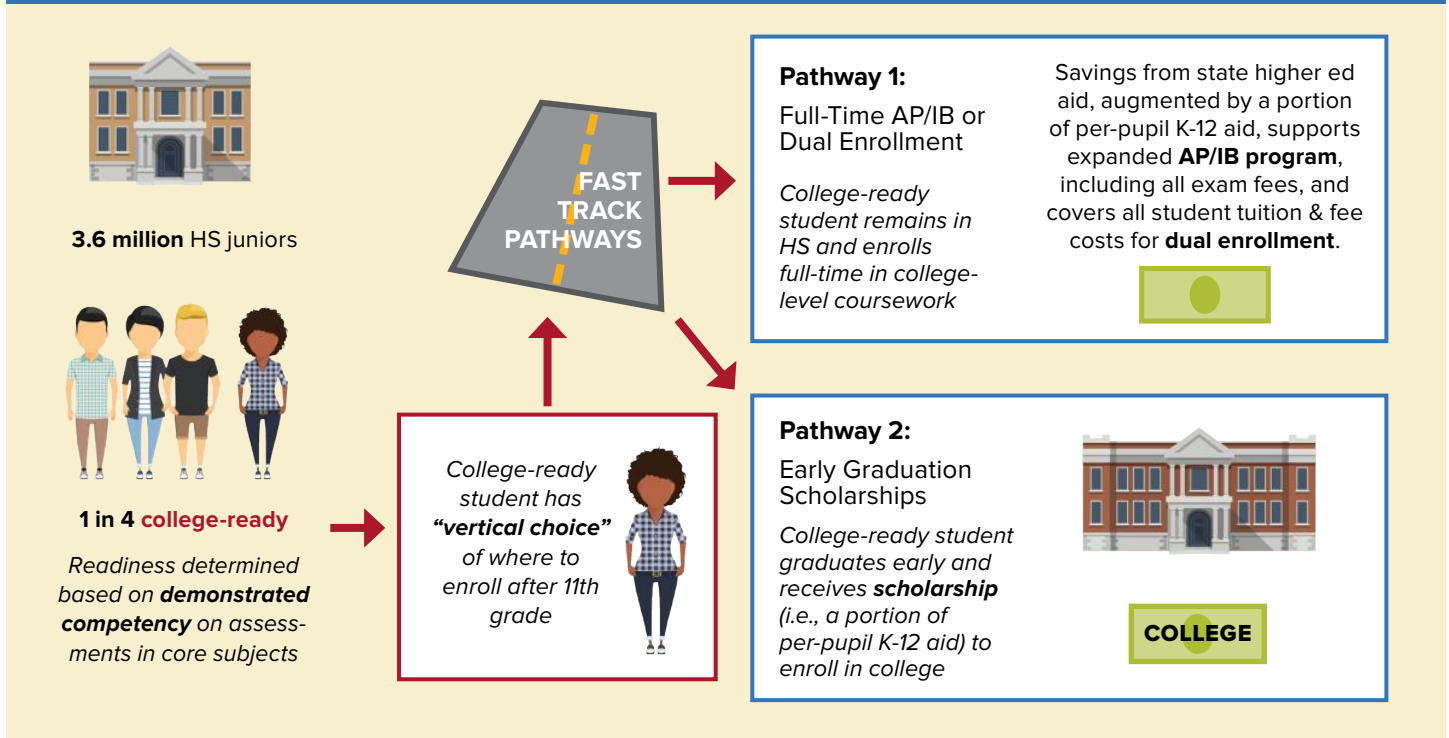 3.6 million HS juniors
1 in 4 college-ready
Readiness determined
based on demonstrated
competency on assess-
ments in core subjects
College-ready
student has
“vertical choice”
of where to
enroll after 11th
grade
FAST
TRACK
PATHWAYS
Pathway 1:
Full-Time AP/IB or
Dual Enrollment
College-ready
student remains in
HS and enrolls
full-time in college-
level coursework
Savings from state higher ed
aid, augmented by a portion
of per-pupil K-12 aid, supports
expanded AP/IB program,
including all exam fees, and
covers all student tuition & fee
costs for dual enrollment.
Pathway 2:
Early Graduation
Scholarships
College-ready student
graduates early and
receives scholarship
(i.e., a portion of
per-pupil K-12 aid) to
enroll in college
COLLEGE